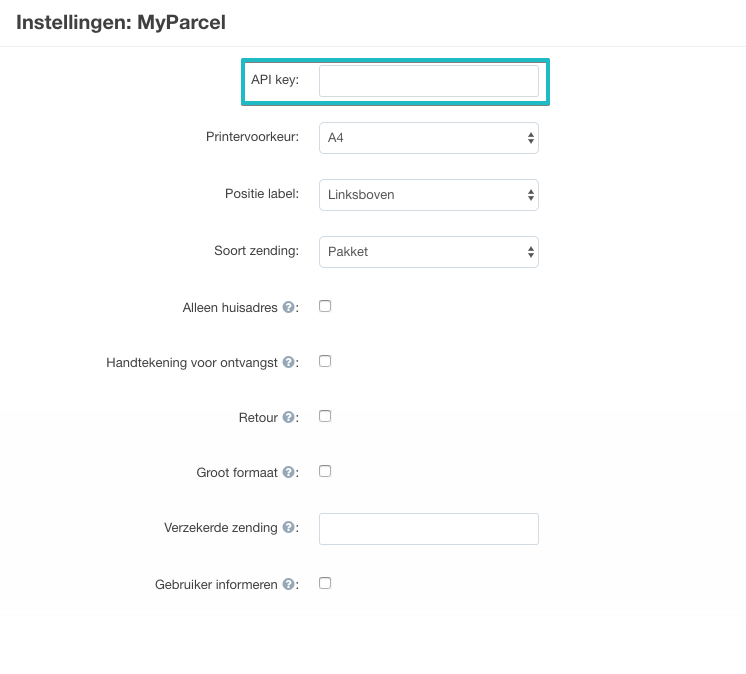 Instellingen: MyParcel
API key:
Printervoorkeur: A4
Positie label: Linksboven
Soort zending: Pakket
Alleen huisadres ?:
Handtekening voor ontvangst ?:
Retour ?:
Groot formaat ?:
Verzekerde zending ?:
Gebruiker informeren ?: